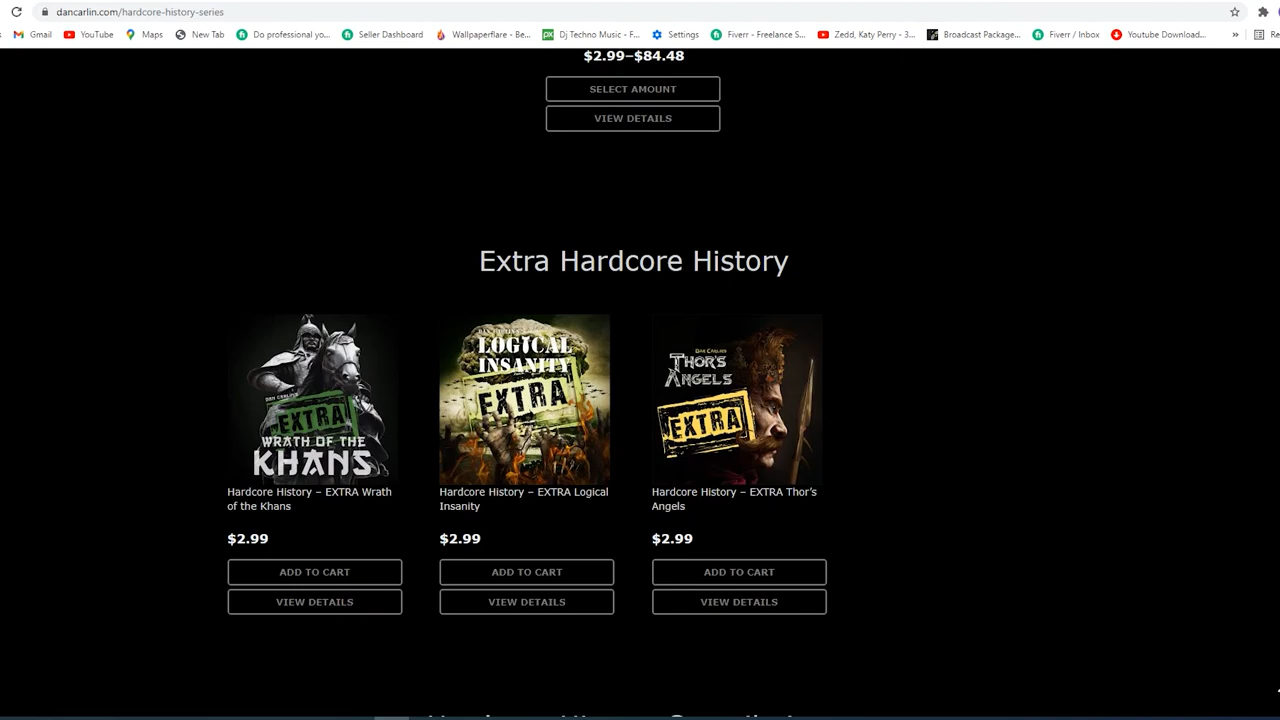 dancarlin.com/hardcore-history-series
Gmail YouTube Maps New Tab Do professional yo... Seller Dashboard Wallpaperflare - Be... Dj Techno Music - F... Settings Fiverr - Freelance S... Zedd, Katy Perry - 3... Broadcast Package... Fiverr / Inbox Youtube Download... » Re
$2.99–$84.48
SELECT AMOUNT
VIEW DETAILS
Extra Hardcore History
DAN CARLIN'S
EXTRA
WRATH OF THE
KHANS
DAN CARLIN'S
LOGICAL
INSANITY
EXTRA
DAN CARLIN'S
THOR'S
ANGELS
EXTRA
Hardcore History – EXTRA Wrath
of the Khans
Hardcore History – EXTRA Logical
Insanity
Hardcore History – EXTRA Thor's
Angels
$2.99
$2.99
$2.99
ADD TO CART
ADD TO CART
ADD TO CART
VIEW DETAILS
VIEW DETAILS
VIEW DETAILS